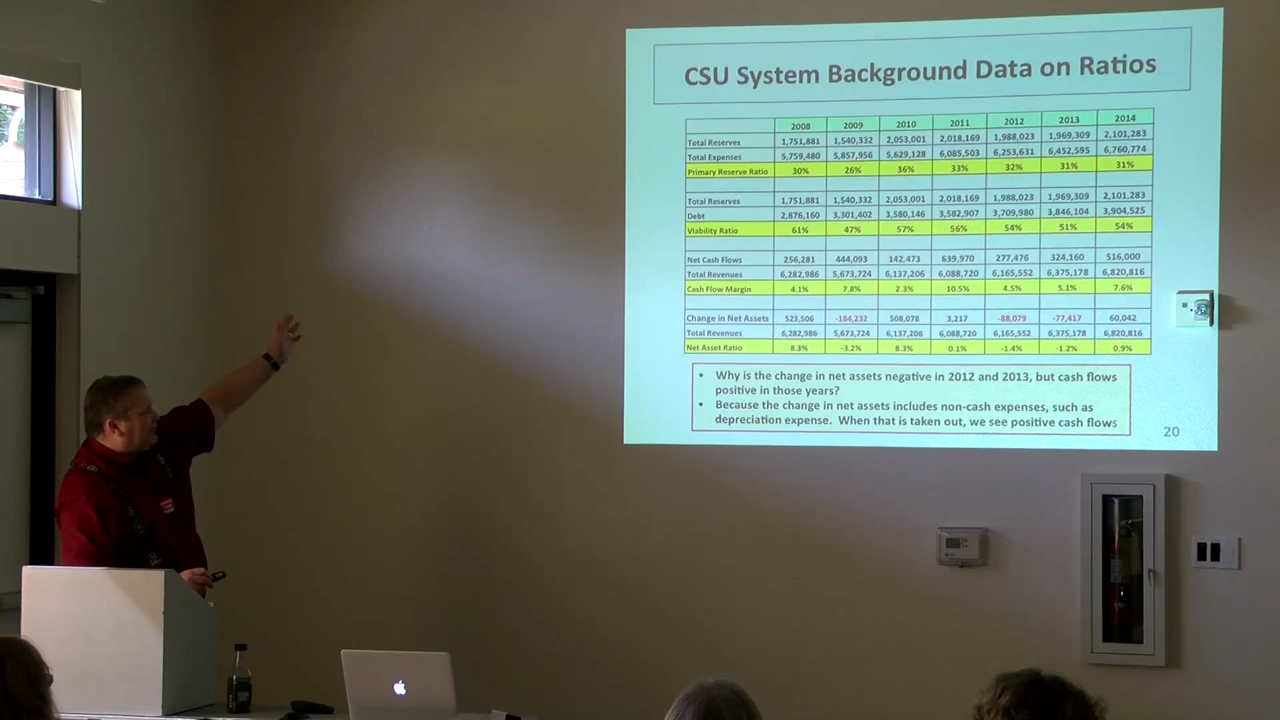 CSU System Background Data on Ratios
2008 2009 2010 2011 2012 2013 2014
Total Reserves 1,751,881 1,540,332 2,053,001 2,018,169 1,988,023 1,969,309 2,101,283
Total Expenses 5,759,480 5,857,956 5,629,128 6,085,503 6,253,631 6,452,595 6,760,774
Primary Reserve Ratio 30% 26% 36% 33% 32% 31% 31%
Total Reserves 1,751,881 1,540,332 2,053,001 2,018,169 1,988,023 1,969,309 2,101,283
Debt 2,876,160 3,301,402 3,580,146 3,582,907 3,709,980 3,846,104 3,904,525
Viability Ratio 61% 47% 57% 56% 54% 51% 54%
Net Cash Flows 256,281 444,093 142,473 639,970 277,476 324,160 516,000
Total Revenues 6,282,986 5,673,724 6,137,206 6,088,720 6,165,552 6,375,178 6,820,816
Cash Flow Margin 4.1% 7.8% 2.3% 10.5% 4.5% 5.1% 7.6%
Change in Net Assets 523,506 -184,232 508,078 3,217 -88,079 -77,417 60,042
Total Revenues 6,282,986 5,673,724 6,137,206 6,088,720 6,165,552 6,375,178 6,820,816
Net Asset Ratio 8.3% -3.2% 8.3% 0.1% -1.4% -1.2% 0.9%
• Why is the change in net assets negative in 2012 and 2013, but cash flows
positive in those years?
• Because the change in net assets includes non-cash expenses, such as
depreciation expense. When that is taken out, we see positive cash flows
20